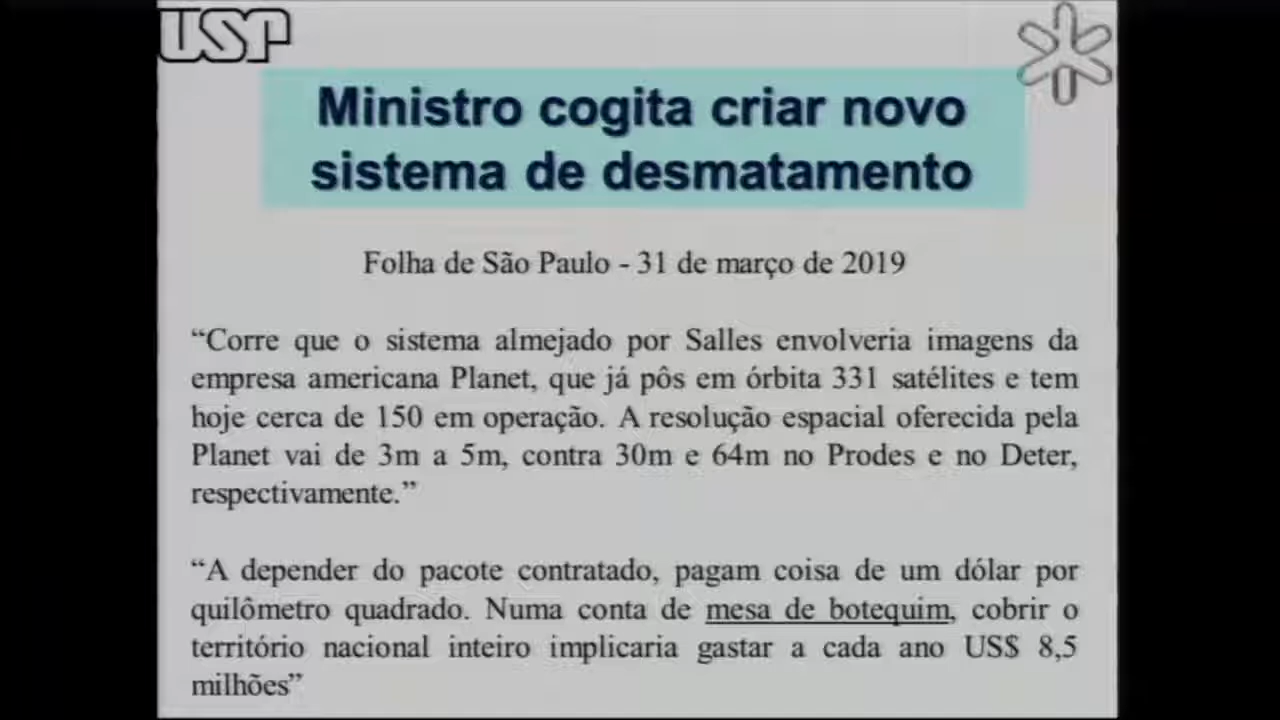 USP
Ministro cogita criar novo
sistema de desmatamento
Folha de São Paulo - 31 de março de 2019
“Corre que o sistema almejado por Salles envolveria imagens da
empresa americana Planet, que já pôs em órbita 331 satélites e tem
hoje cerca de 150 em operação. A resolução espacial oferecida pela
Planet vai de 3m a 5m, contra 30m e 64m no Prodes e no Deter,
respectivamente.”
“A depender do pacote contratado, pagam coisa de um dólar por
quilômetro quadrado. Numa conta de mesa de botequim, cobrir o
território nacional inteiro implicaria gastar a cada ano US$ 8,5
milhões”